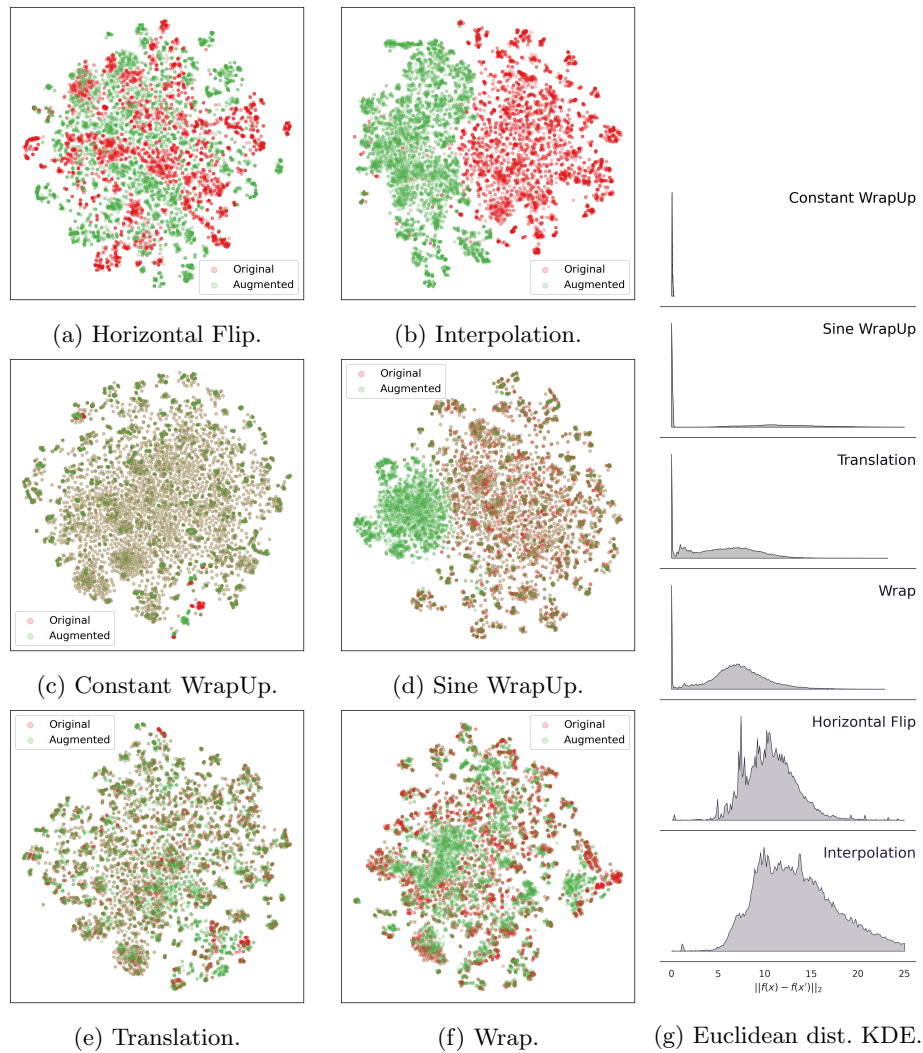 Original
Augmented
(a) Horizontal Flip.
Original
Augmented
(b) Interpolation.
Original
Augmented
(c) Constant WrapUp.
Original
Augmented
(d) Sine WrapUp.
Original
Augmented
(e) Translation.
Original
Augmented
(f) Wrap.
Constant WrapUp
Sine WrapUp
Translation
Wrap
Horizontal Flip
Interpolation
0 5 10 15 20 25
||f(x) − f(x′)||₂
(g) Euclidean dist. KDE.